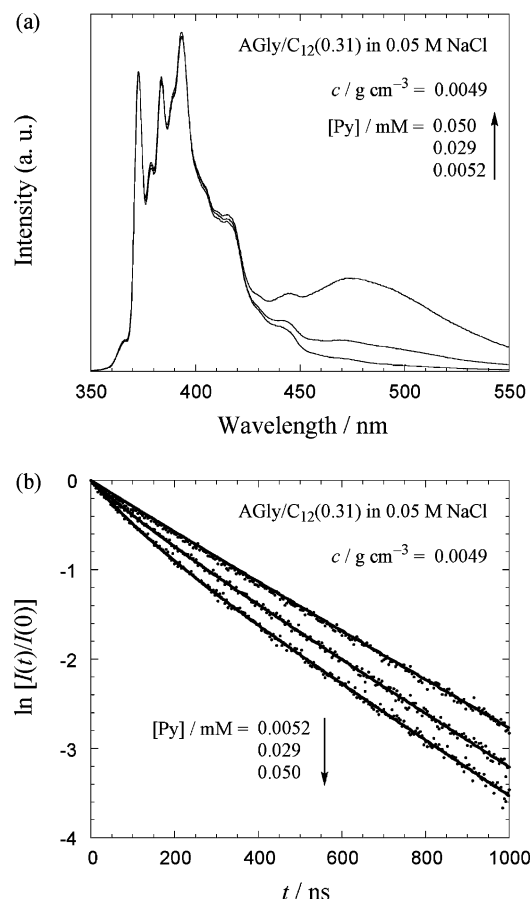 (a)
AGly/C₁₂(0.31) in 0.05 M NaCl
c / g cm⁻³ = 0.0049
[Py] / mM = 0.050
0.029
0.0052
Intensity (a. u.)
350 400 450 500 550
Wavelength / nm
(b)
AGly/C₁₂(0.31) in 0.05 M NaCl
c / g cm⁻³ = 0.0049
0
-1
-2
-3
-4
ln [I(t)/I(0)]
[Py] / mM = 0.0052
0.029
0.050
0 200 400 600 800 1000
t / ns